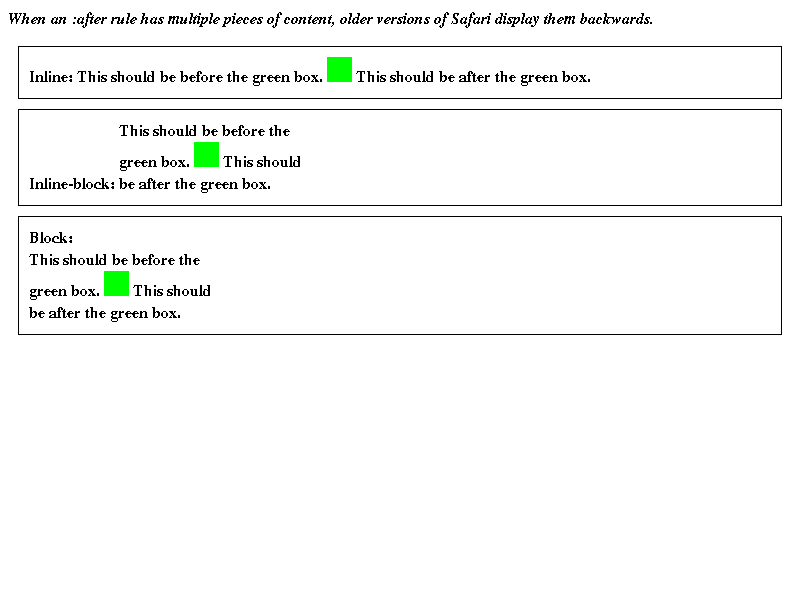 When an :after rule has multiple pieces of content, older versions of Safari display them backwards.
Inline: This should be before the green box. This should be after the green box.
This should be before the
green box. This should
Inline-block: be after the green box.
Block:
This should be before the
green box. This should
be after the green box.